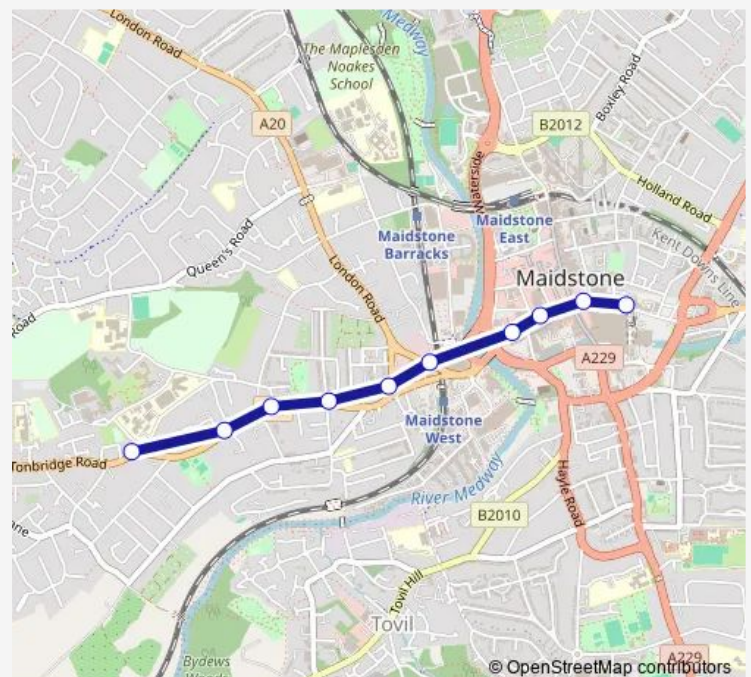 London Road
Medway
The Maplesden
Noakes
School
A20
B2012
Boxley Road
Waterside
Holland Road
Maidstone
East
Maidstone
Barracks
Kent Downs Line
Queen's Road
London Road
Maidstone
Road
A229
Maidstone
West
Tonbridge Road
River Medway
Hayle Road
B2010
Tovil Hill
Tovil
Bydews
A229
© OpenStreetMap contributors